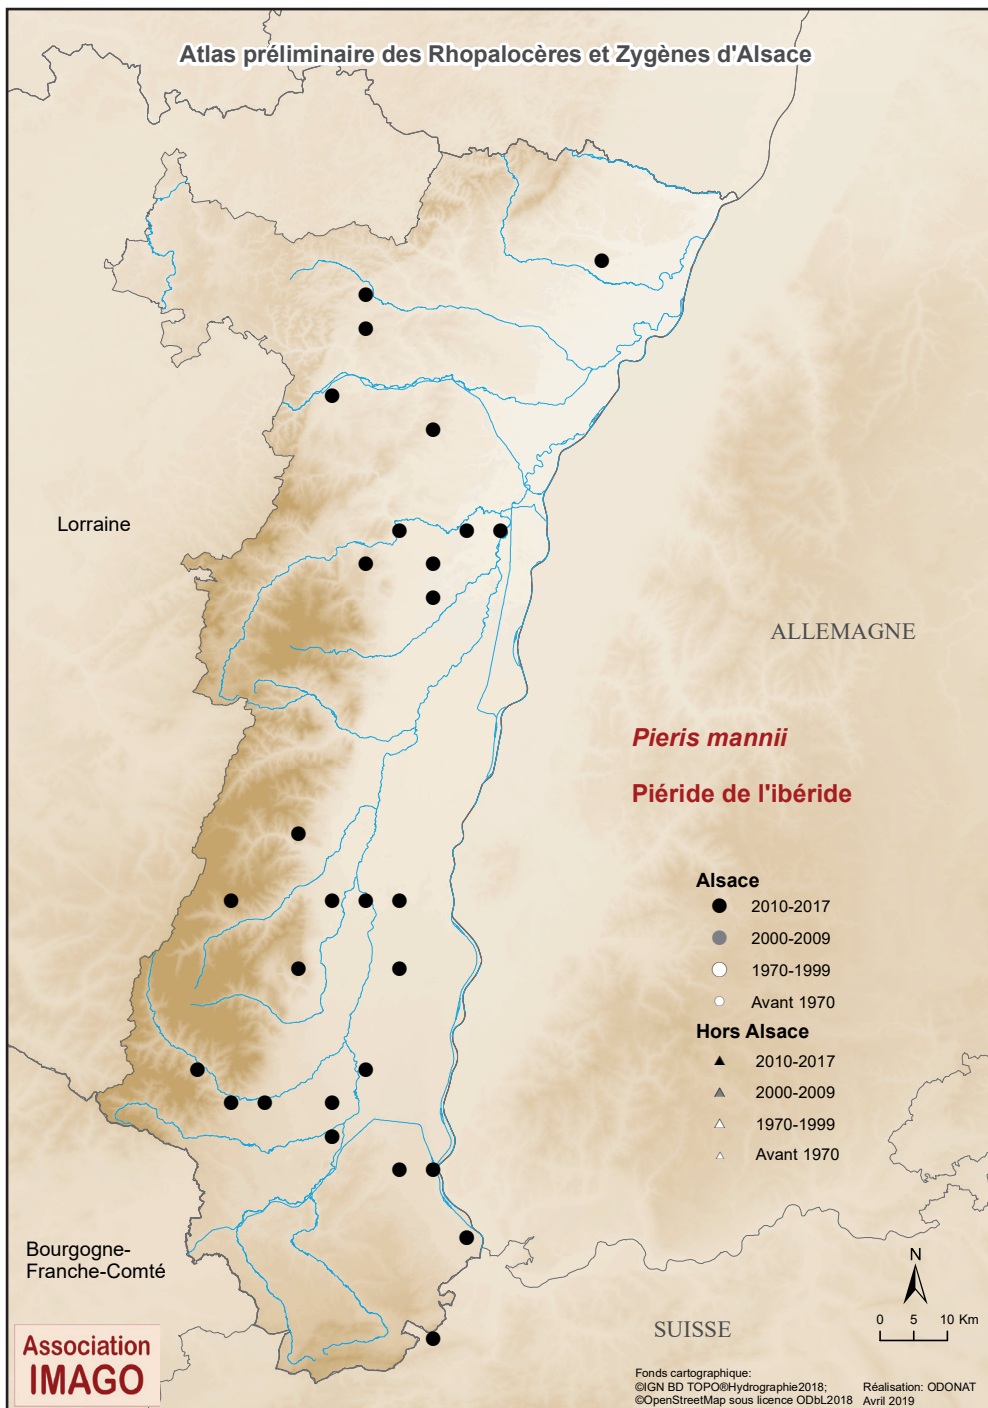 Atlas préliminaire des Rhopalocères et Zygènes d'Alsace
Lorraine
ALLEMAGNE
Pieris mannii
Piéride de l'ibéride
Alsace
2010-2017
2000-2009
1970-1999
Avant 1970
Hors Alsace
2010-2017
2000-2009
1970-1999
Avant 1970
Bourgogne-
Franche-Comté
N
0 5 10 Km
SUISSE
Association
IMAGO
Fonds cartographique:
©IGN BD TOPO®Hydrographie2018;
©OpenStreetMap sous licence ODbL2018
Réalisation: ODONAT
Avril 2019